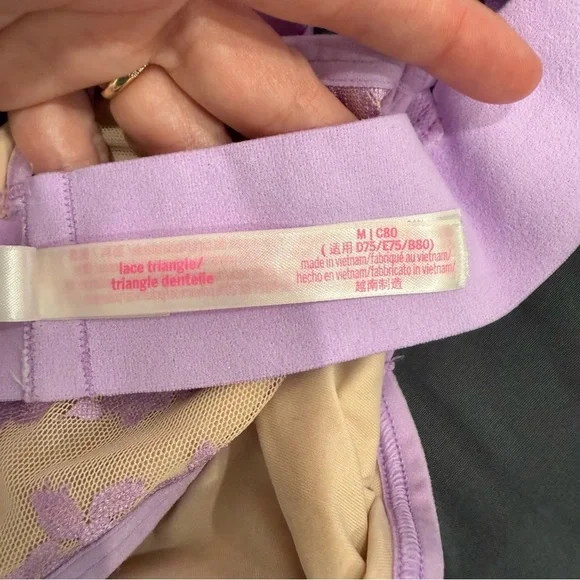 lace triangle/
triangle dentelle
M | C80
(适用 D75/E75/B80)
made in vietnam/fabriqué au vietnam/
hecho en vietnam/fabbricato in vietnam/
越南制造